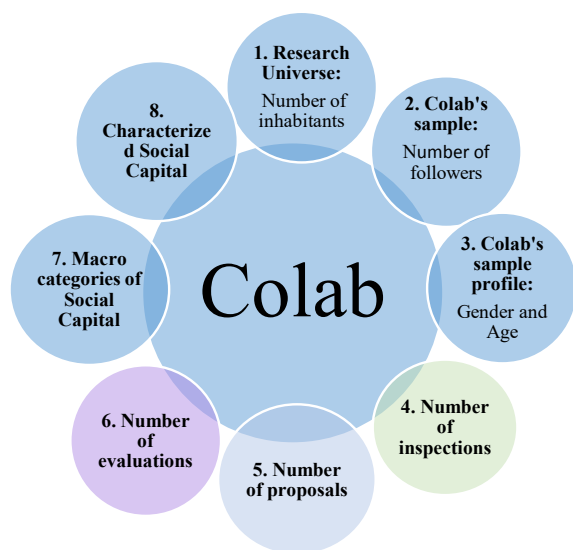 1. Research
Universe:
Number of
inhabitants
2. Colab's
sample:
Number of
followers
3. Colab's
sample
profile:
Gender and
Age
4. Number
of
inspections
5. Number
of proposals
6. Number
of
evaluations
7. Macro
categories of
Social
Capital
8.
Characterize
d Social
Capital
Colab